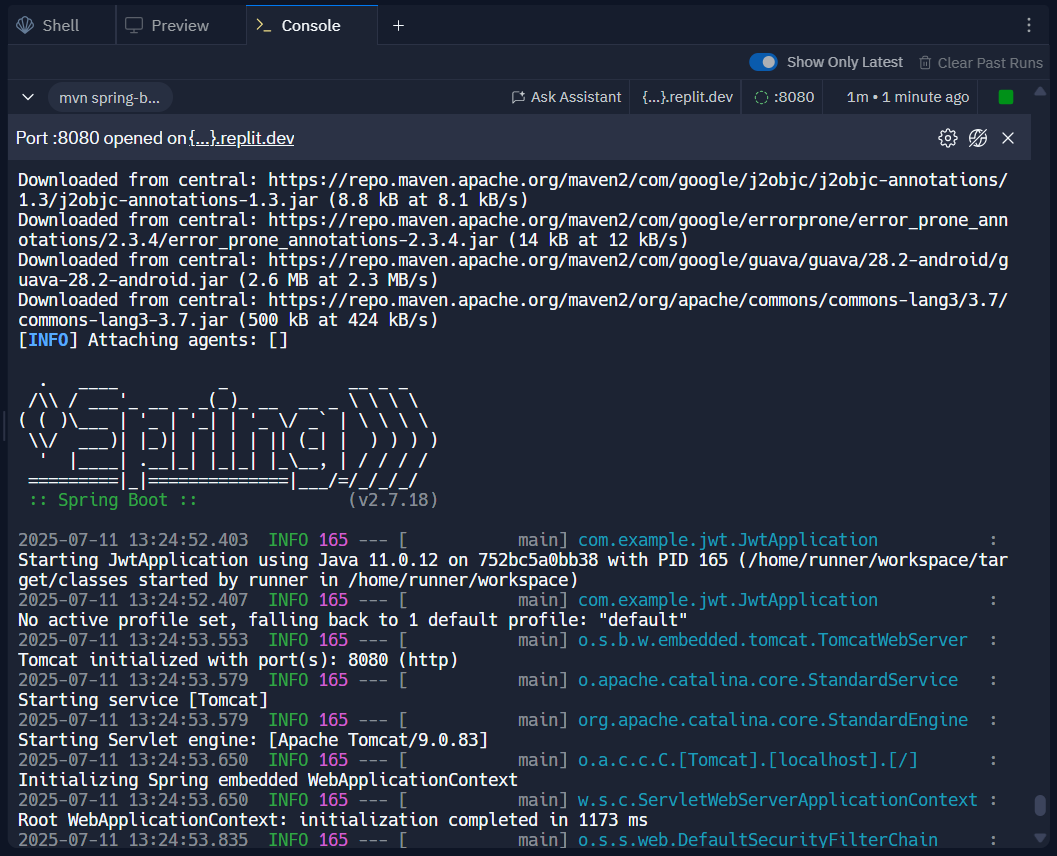 Shell Preview >_ Console +
Show Only Latest Clear Past Runs
mvn spring-b... Ask Assistant {...}.replit.dev :8080 1m • 1 minute ago
Port :8080 opened on {...}.replit.dev
Downloaded from central: https://repo.maven.apache.org/maven2/com/google/j2objc/j2objc-annotations/
1.3/j2objc-annotations-1.3.jar (8.8 kB at 8.1 kB/s)
Downloaded from central: https://repo.maven.apache.org/maven2/com/google/errorprone/error_prone_ann
otations/2.3.4/error_prone_annotations-2.3.4.jar (14 kB at 12 kB/s)
Downloaded from central: https://repo.maven.apache.org/maven2/com/google/guava/guava/28.2-android/g
uava-28.2-android.jar (2.6 MB at 2.3 MB/s)
Downloaded from central: https://repo.maven.apache.org/maven2/org/apache/commons/commons-lang3/3.7/
commons-lang3-3.7.jar (500 kB at 424 kB/s)
[INFO] Attaching agents: []
  .   ____          _            __ _ _
 /\\ / ___'_ __ _ _(_)_ __  __ _ \ \ \ \
( ( )\___ | '_ | '_| | '_ \/ _` | \ \ \ \
 \\/  ___)| |_)| | | | | || (_| |  ) ) ) )
  '  |____| .__|_| |_|_| |_\__, | / / / /
 =========|_|==============|___/=/_/_/_/
 :: Spring Boot ::               (v2.7.18)
2025-07-11 13:24:52.403  INFO 165 --- [           main] com.example.jwt.JwtApplication           :
Starting JwtApplication using Java 11.0.12 on 752bc5a0bb38 with PID 165 (/home/runner/workspace/tar
get/classes started by runner in /home/runner/workspace)
2025-07-11 13:24:52.407  INFO 165 --- [           main] com.example.jwt.JwtApplication           :
No active profile set, falling back to 1 default profile: "default"
2025-07-11 13:24:53.553  INFO 165 --- [           main] o.s.b.w.embedded.tomcat.TomcatWebServer  :
Tomcat initialized with port(s): 8080 (http)
2025-07-11 13:24:53.579  INFO 165 --- [           main] o.apache.catalina.core.StandardService   :
Starting service [Tomcat]
2025-07-11 13:24:53.579  INFO 165 --- [           main] org.apache.catalina.core.StandardEngine  :
Starting Servlet engine: [Apache Tomcat/9.0.83]
2025-07-11 13:24:53.650  INFO 165 --- [           main] o.a.c.c.C.[Tomcat].[localhost].[/]       :
Initializing Spring embedded WebApplicationContext
2025-07-11 13:24:53.650  INFO 165 --- [           main] w.s.c.ServletWebServerApplicationContext :
Root WebApplicationContext: initialization completed in 1173 ms
2025-07-11 13:24:53.835  INFO 165 --- [           main] o.s.s.web.DefaultSecurityFilterChain     :